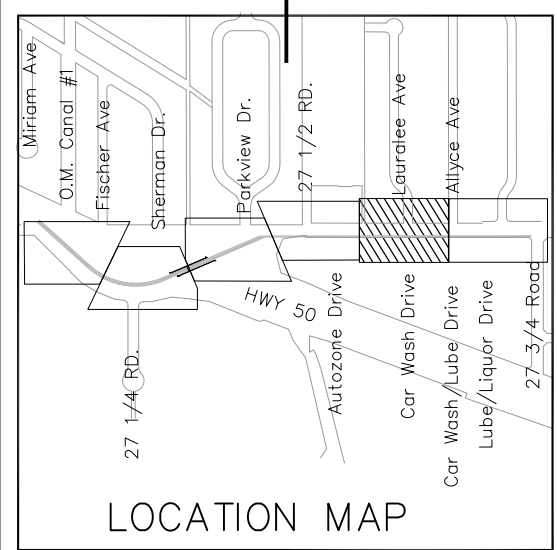 Miriam Ave
O.M. Canal #1
Fischer Ave
Sherman Dr.
Parkview Dr.
27 1/2 RD.
Lauralee Ave
Allyce Ave
HWY 50
27 1/4 RD.
Autozone Drive
Car Wash Drive
Car Wash/Lube Drive
Lube/Liquor Drive
27 3/4 Road
LOCATION MAP